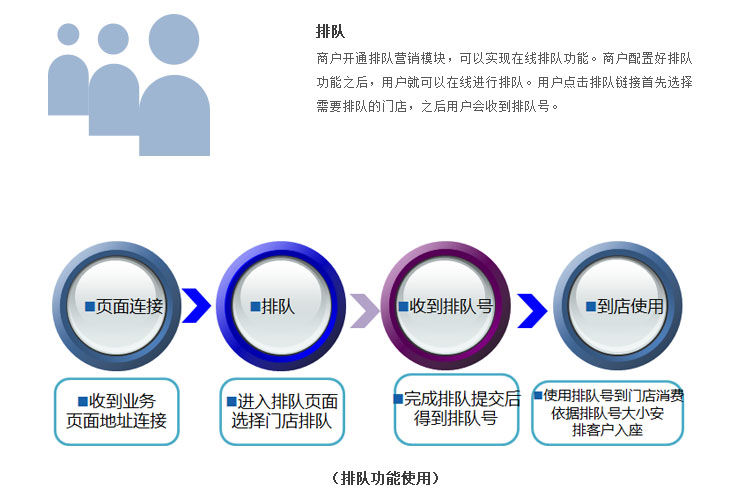 排队
商户开通排队营销模块，可以实现在线排队功能。商户配置好排队
功能之后，用户就可以在线进行排队。用户点击排队链接首先选择
需要排队的门店，之后用户会收到排队号。
■页面连接
■排队
■收到排队号
■到店使用
■收到业务
页面地址连接
■进入排队页面
选择门店排队
■完成排队提交后
得到排队号
■使用排队号到门店消费
依据排队号大小安
排客户入座
（排队功能使用）